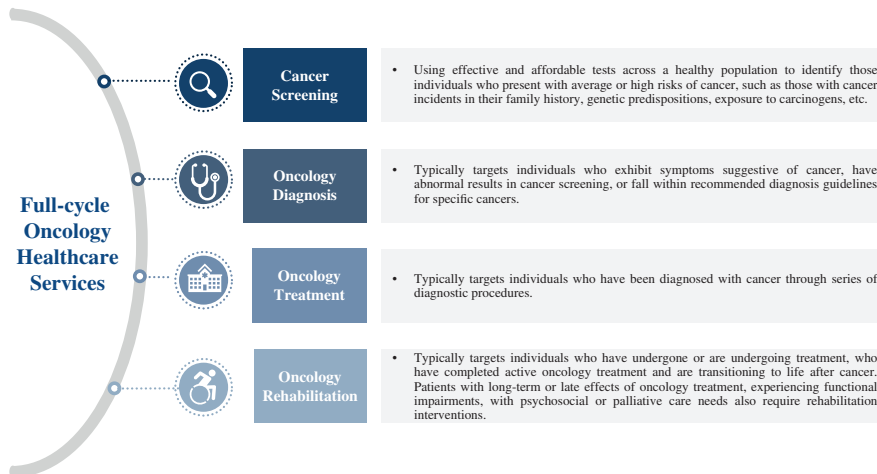 Full-cycle
Oncology
Healthcare
Services
Cancer
Screening
• Using effective and affordable tests across a healthy population to identify those
individuals who present with average or high risks of cancer, such as those with cancer
incidents in their family history, genetic predispositions, exposure to carcinogens, etc.
Oncology
Diagnosis
• Typically targets individuals who exhibit symptoms suggestive of cancer, have
abnormal results in cancer screening, or fall within recommended diagnosis guidelines
for specific cancers.
Oncology
Treatment
• Typically targets individuals who have been diagnosed with cancer through series of
diagnostic procedures.
Oncology
Rehabilitation
• Typically targets individuals who have undergone or are undergoing treatment, who
have completed active oncology treatment and are transitioning to life after cancer.
Patients with long-term or late effects of oncology treatment, experiencing functional
impairments, with psychosocial or palliative care needs also require rehabilitation
interventions.